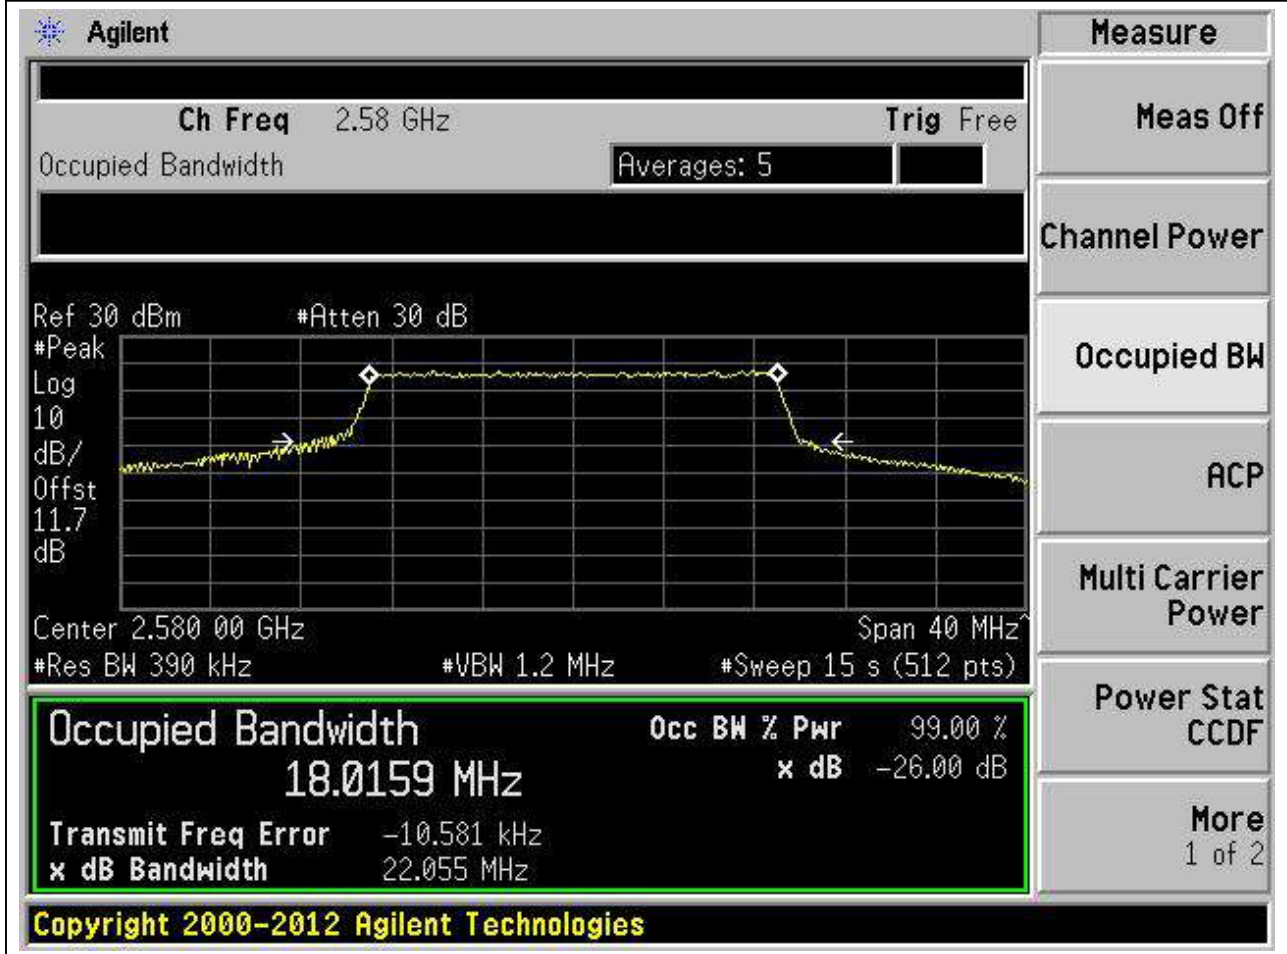 Agilent
Measure
Ch Freq 2.58 GHz Trig Free
Occupied Bandwidth Averages: 5
Meas Off
Channel Power
Occupied BW
ACP
Multi Carrier
Power
Power Stat
CCDF
More
1 of 2
Ref 30 dBm #Atten 30 dB
#Peak
Log
10
dB/
Offst
11.7
dB
Center 2.580 00 GHz Span 40 MHz^
#Res BW 390 kHz #VBW 1.2 MHz #Sweep 15 s (512 pts)
Occupied Bandwidth Occ BW % Pwr 99.00 %
18.0159 MHz x dB -26.00 dB
Transmit Freq Error -10.581 kHz
x dB Bandwidth 22.055 MHz
Copyright 2000-2012 Agilent Technologies